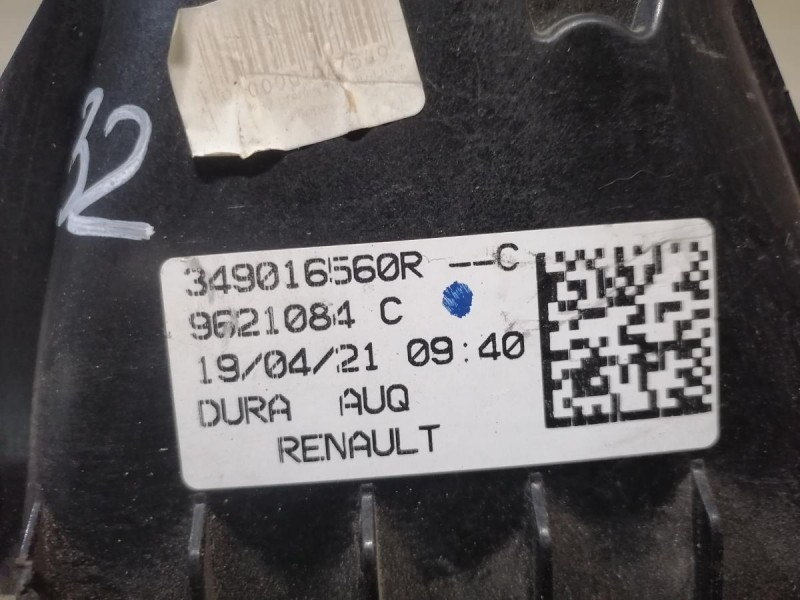 32
349016560R --C
9621084 C
19/04/21 09:40
DURA AUQ
RENAULT